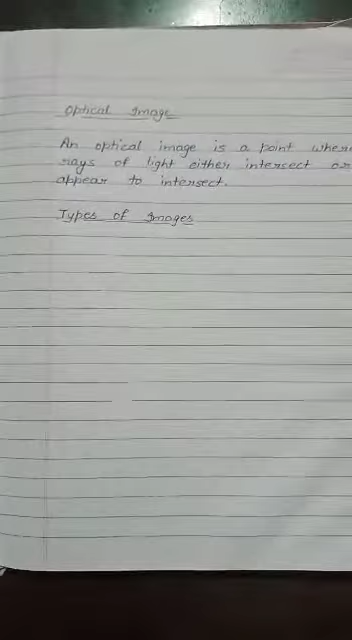 Optical Image
An optical image is a point where
rays of light either intersect or
appear to intersect.
Types of Images